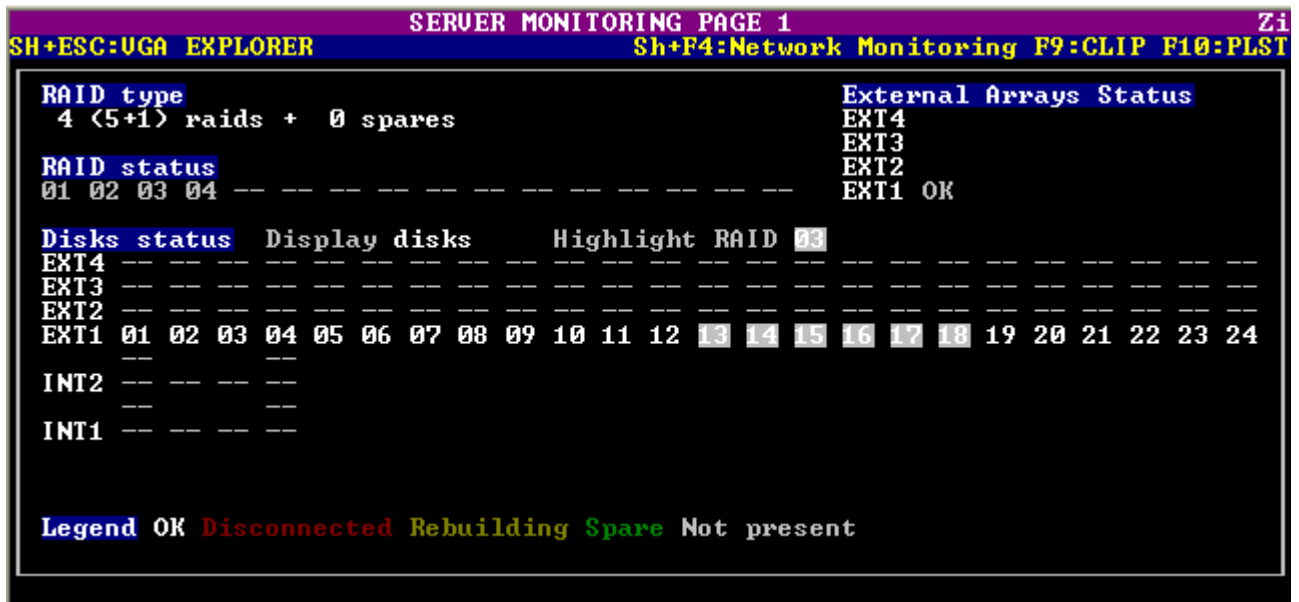 SERVER MONITORING PAGE 1 Zi
SH+ESC:VGA EXPLORER Sh+F4:Network Monitoring F9:CLIP F10:PLST
RAID type External Arrays Status
4 (5+1) raids + 0 spares EXT4
EXT3
RAID status EXT2
01 02 03 04 -- -- -- -- -- -- -- -- -- -- -- -- EXT1 OK
Disks status Display disks Highlight RAID 03
EXT4 -- -- -- -- -- -- -- -- -- -- -- -- -- -- -- -- -- -- -- -- -- -- -- --
EXT3 -- -- -- -- -- -- -- -- -- -- -- -- -- -- -- -- -- -- -- -- -- -- -- --
EXT2 -- -- -- -- -- -- -- -- -- -- -- -- -- -- -- -- -- -- -- -- -- -- -- --
EXT1 01 02 03 04 05 06 07 08 09 10 11 12 13 14 15 16 17 18 19 20 21 22 23 24
-- --
INT2 -- -- -- --
-- --
INT1 -- -- -- --
Legend OK Disconnected Rebuilding Spare Not present